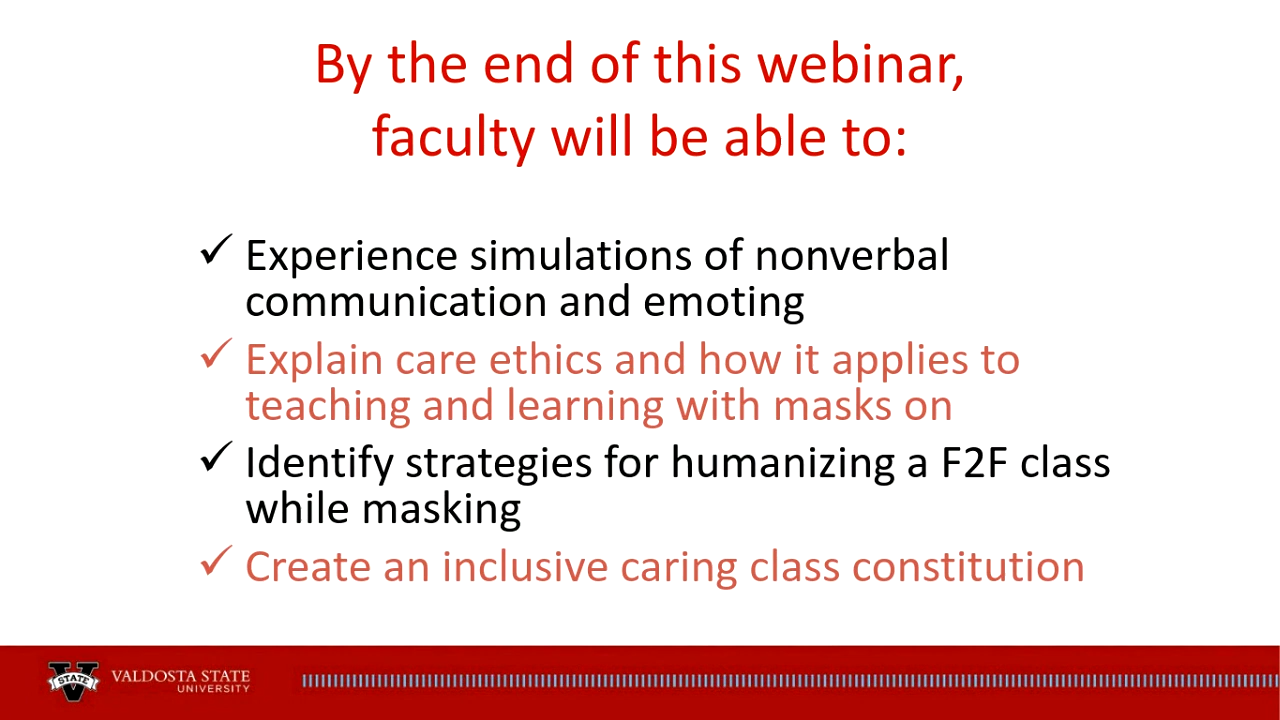 By the end of this webinar,
faculty will be able to:
✓ Experience simulations of nonverbal
communication and emoting
✓ Explain care ethics and how it applies to
teaching and learning with masks on
✓ Identify strategies for humanizing a F2F class
while masking
✓ Create an inclusive caring class constitution
V STATE
VALDOSTA STATE
UNIVERSITY